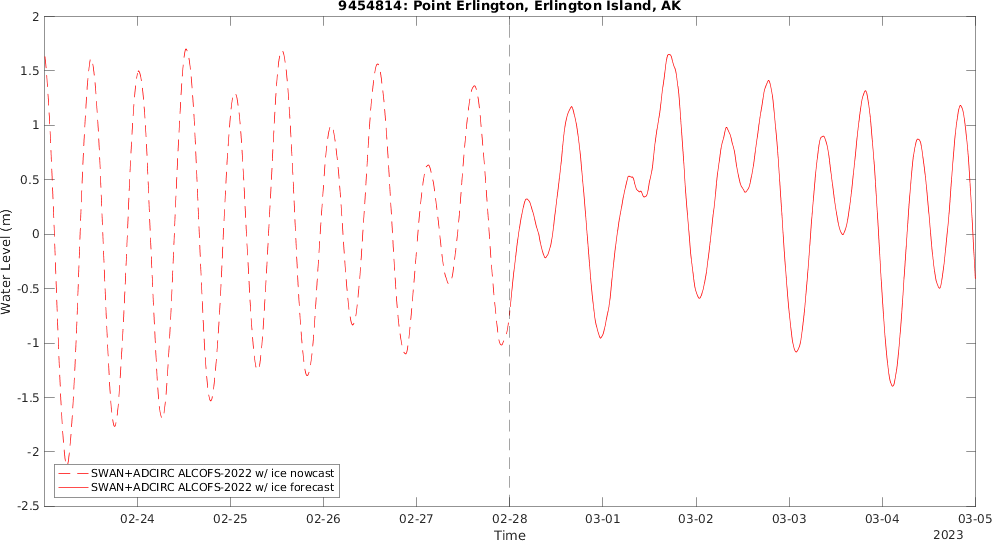 9454814: Point Erlington, Erlington Island, AK
2
1.5
1
0.5
0
-0.5
-1
-1.5
-2
-2.5
Water Level (m)
SWAN+ADCIRC ALCOFS-2022 w/ ice nowcast
SWAN+ADCIRC ALCOFS-2022 w/ ice forecast
02-24 02-25 02-26 02-27 02-28 03-01 03-02 03-03 03-04 03-05
Time
2023